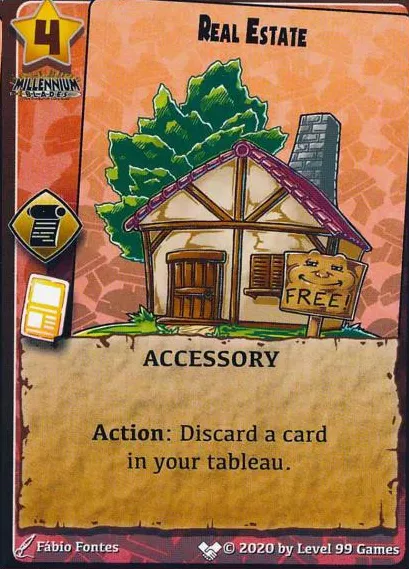 4
REAL ESTATE
MILLENNIUM
BLADES
FREE!
ACCESSORY
Action: Discard a card
in your tableau.
Fábio Fontes
© 2020 by Level 99 Games